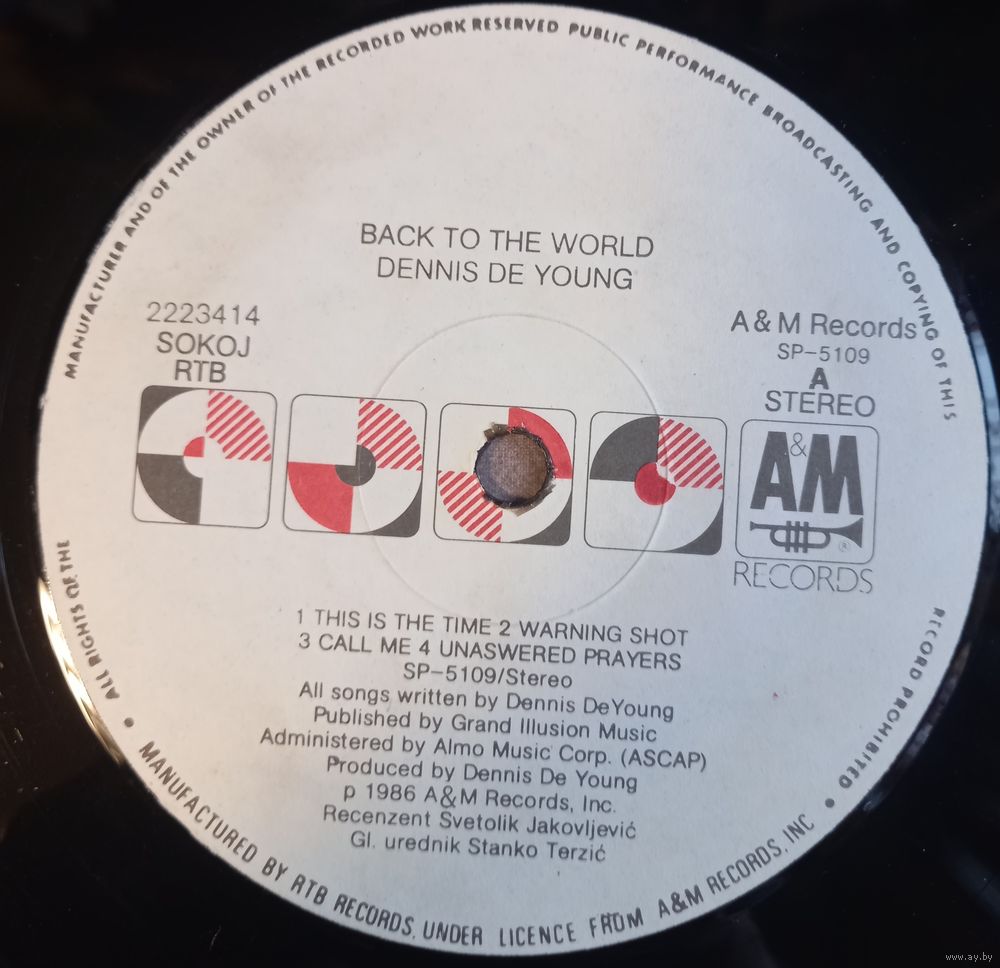 ALL RIGHTS OF THE MANUFACTURER AND OF THE OWNER OF THE RECORDED WORK RESERVED PUBLIC PERFORMANCE BROADCASTING AND COPYING OF THIS RECORD PROHIBITED
BACK TO THE WORLD
DENNIS DE YOUNG
2223414
SOKOJ
RTB
A & M Records
SP-5109
A
STEREO
A&M
®
RECORDS
1 THIS IS THE TIME 2 WARNING SHOT
3 CALL ME 4 UNASWERED PRAYERS
SP-5109/Stereo
All songs written by Dennis DeYoung
Published by Grand Illusion Music
Administered by Almo Music Corp. (ASCAP)
Produced by Dennis De Young
p 1986 A&M Records, Inc.
Recenzent Svetolik Jakovljević
Gl. urednik Stanko Terzić
MANUFACTURED BY RTB RECORDS, UNDER LICENCE FROM A&M RECORDS, INC
www.ay.by